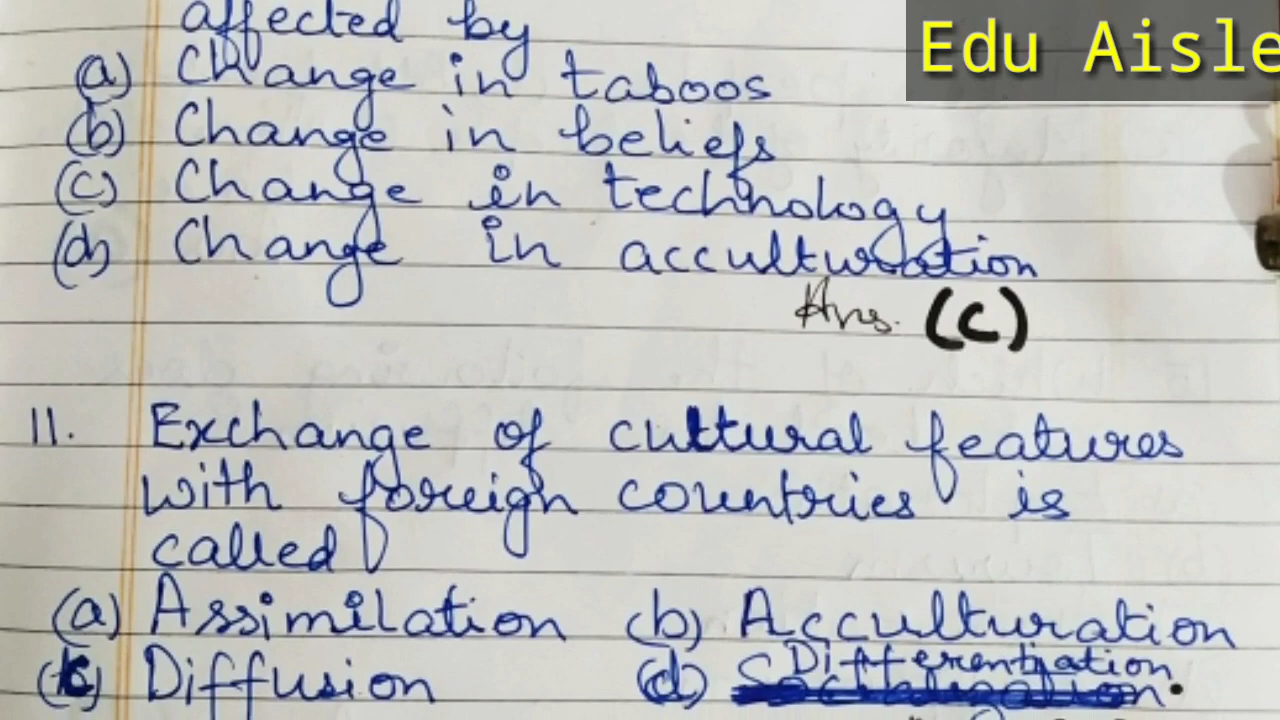 affected by
Edu Aisle
(a) Change in taboos
(b) Change in beliefs
(c) Change in technology
(d) Change in acculturation
Ans. (C)
11. Exchange of cultural features
with foreign countries is
called
(a) Assimilation (b) Acculturation
(c) Diffusion (d) Differentiation